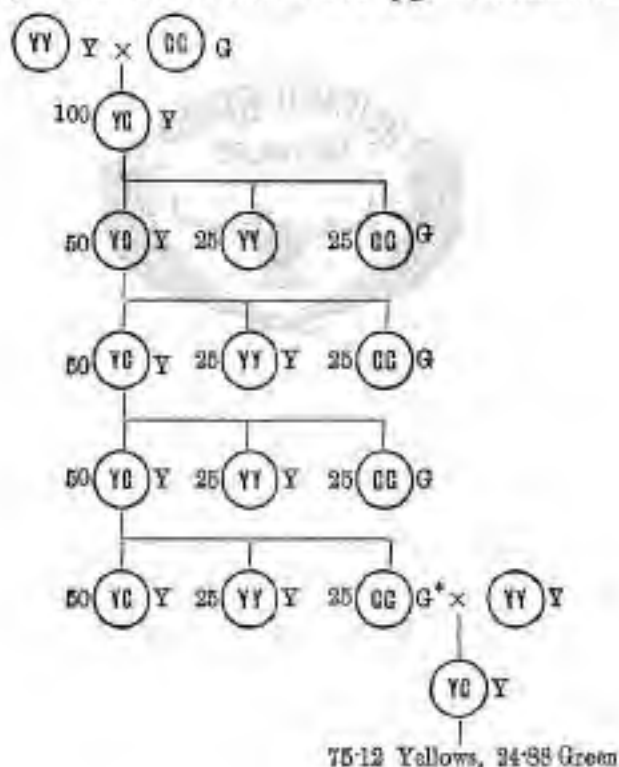 YY Y × GG G
100 YG Y
50 YG Y 25 YY 25 GG G
50 YG Y 25 YY Y 25 GG G
50 YG Y 25 YY Y 25 GG G
50 YG Y 25 YY Y 25 GG G* × YY Y
YG Y
75·12 Yellows, 24·88 Green